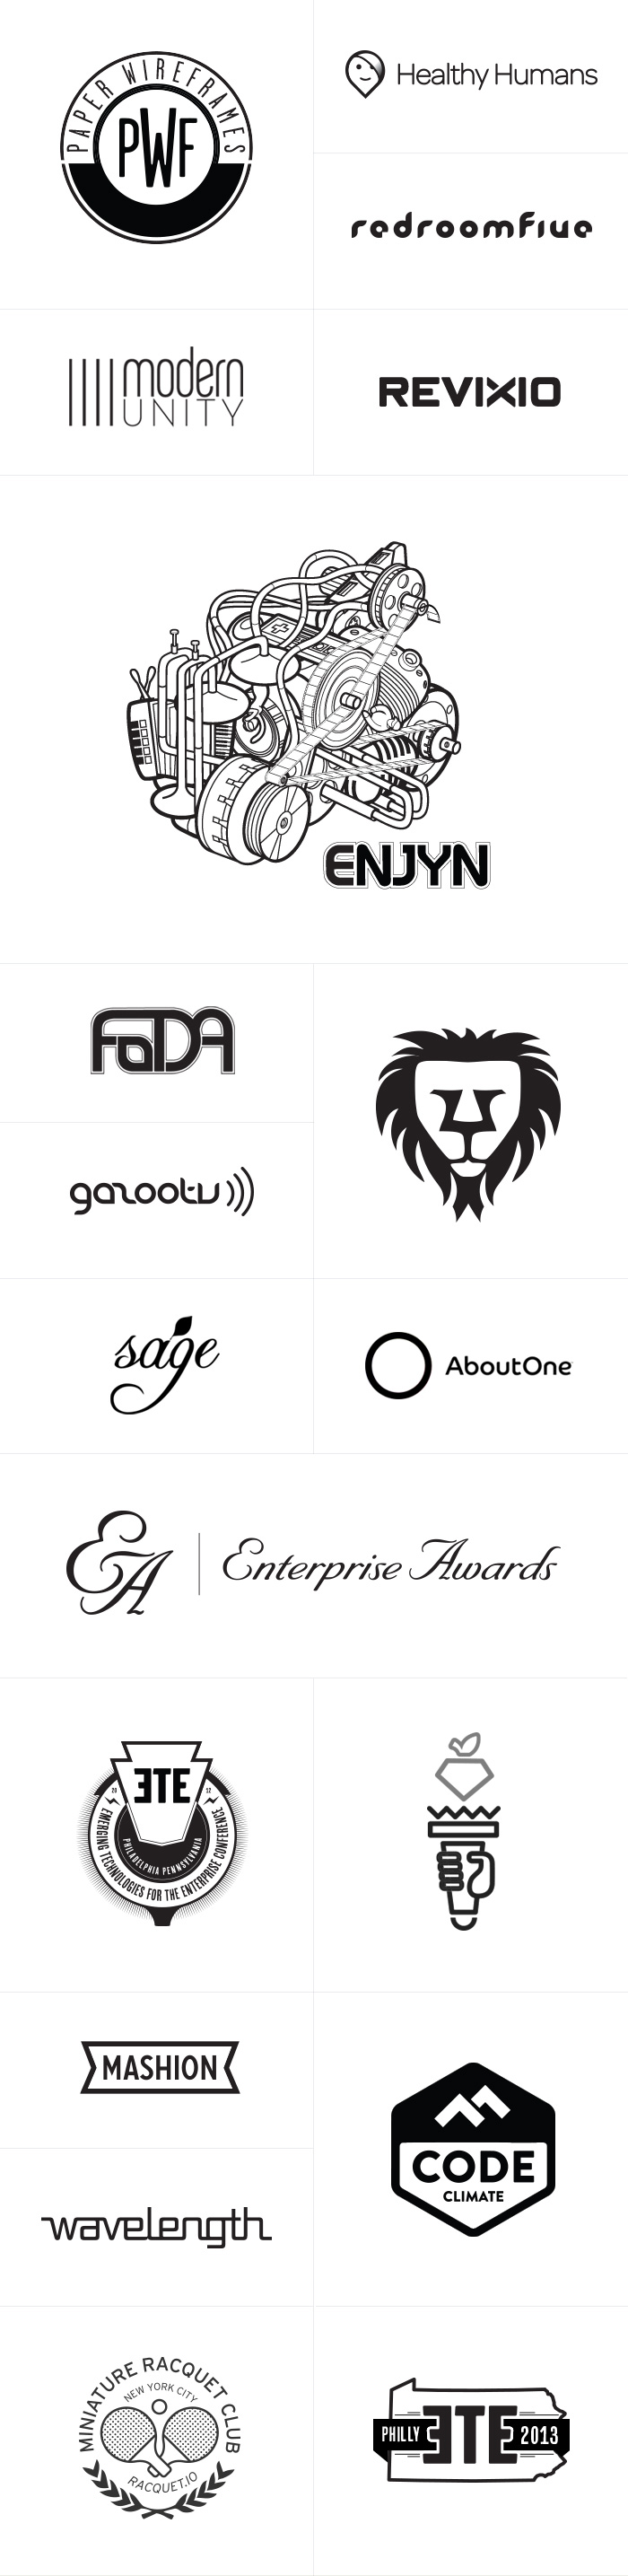 PAPER WIREFRAMES
PWF
Healthy Humans
redroomfive
modern
UNITY
REVIXIO
ENJYN
FOTDA
gazootv
sage
AboutOne
EA
Enterprise Awards
ETE
20 12
EMERGING TECHNOLOGIES FOR THE ENTERPRISE CONFERENCE
PHILADELPHIA PENNSYLVANIA
MASHION
CODE
CLIMATE
wavelength
MINIATURE RACQUET CLUB
NEW YORK CITY
RACQUET.IO
PHILLY ETE 2013